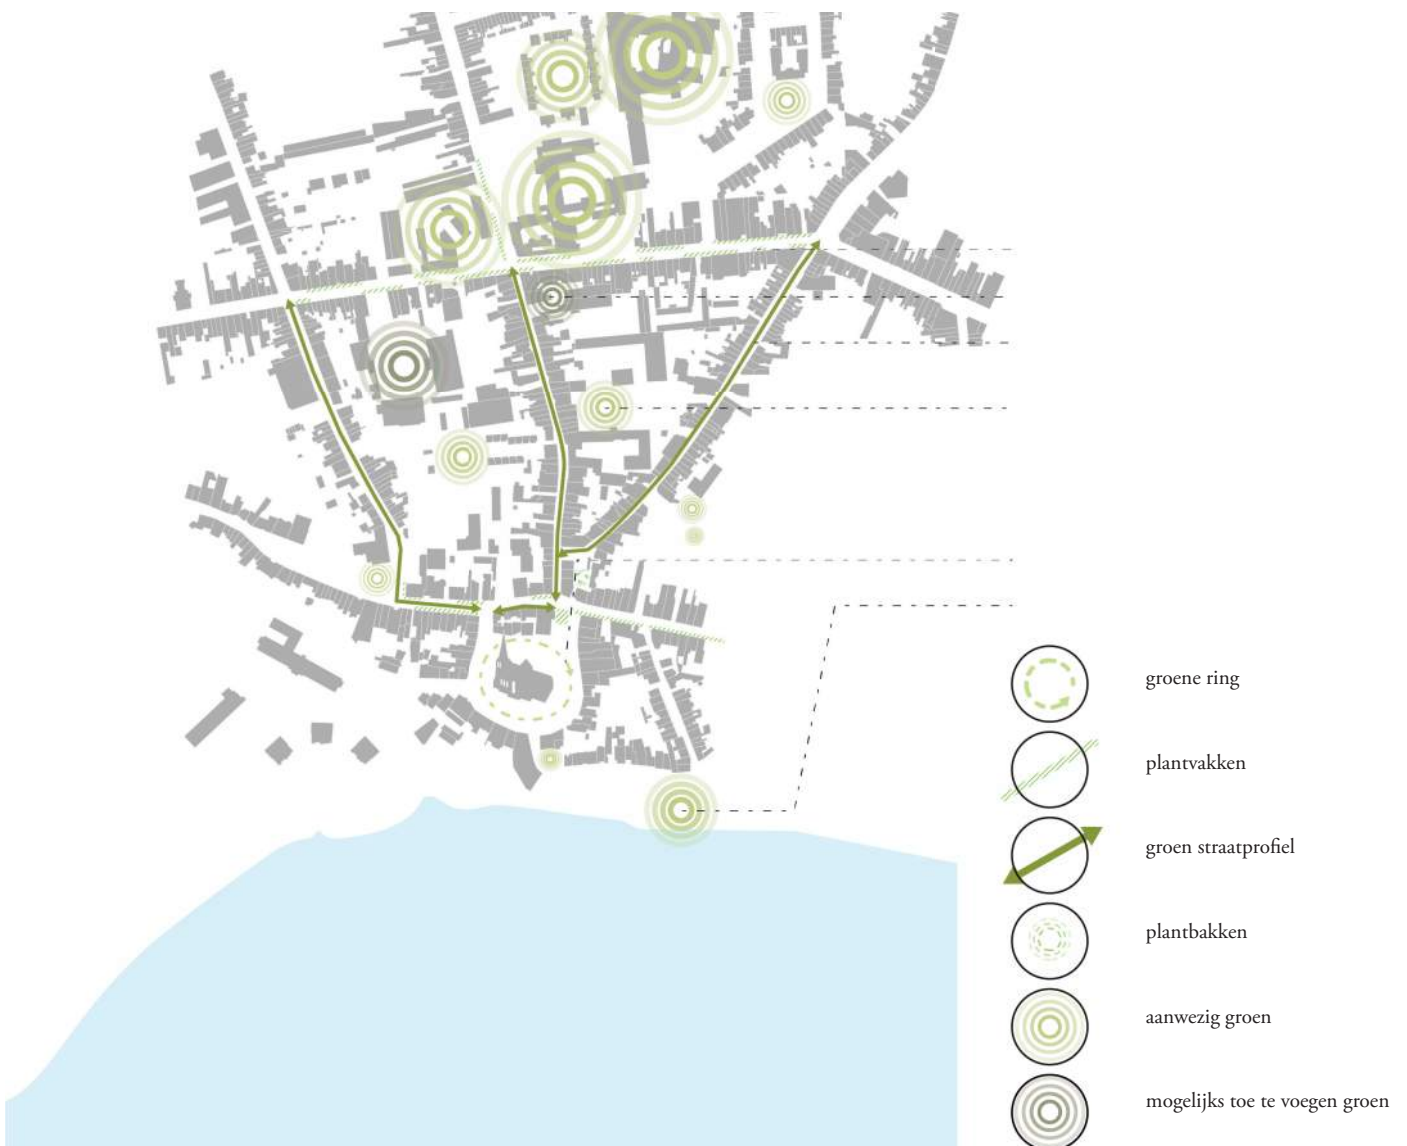 groene ring
plantvakken
groen straatprofiel
plantbakken
aanwezig groen
mogelijks toe te voegen groen